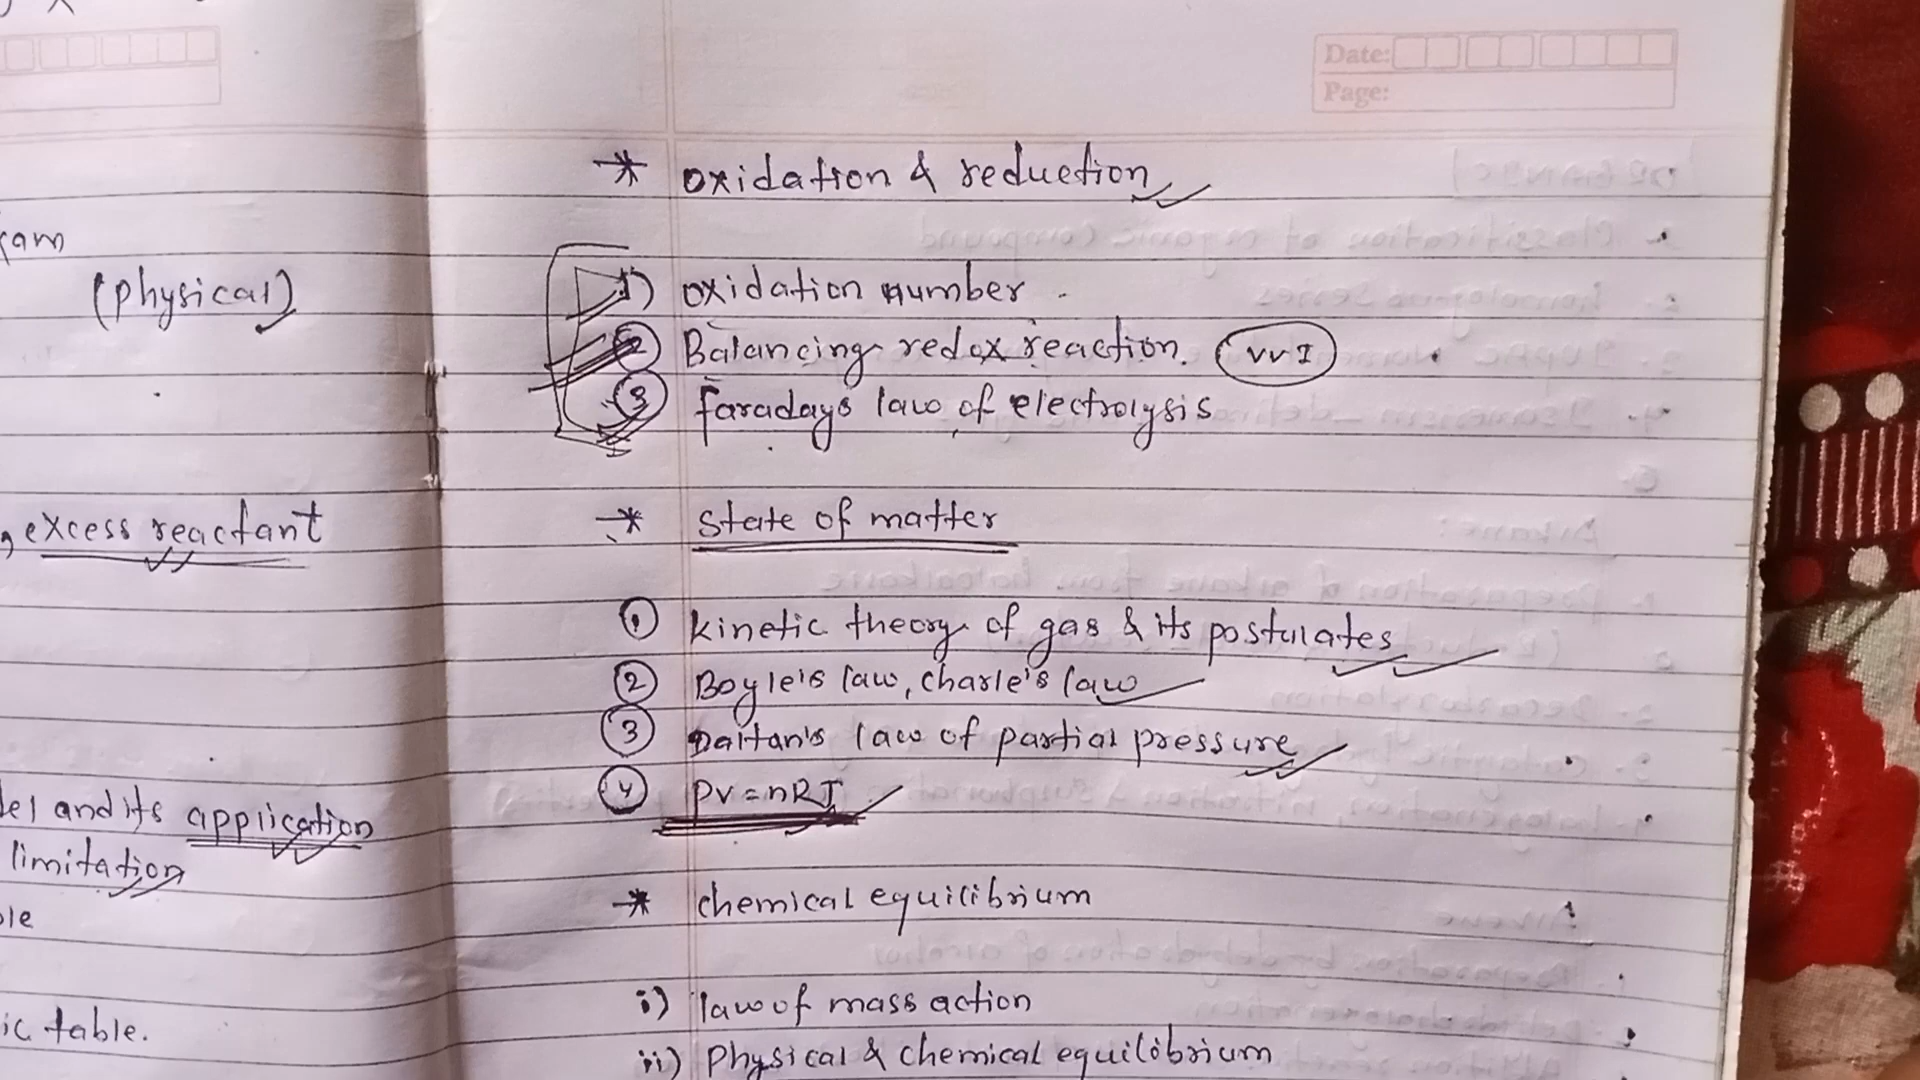 Date:
Page:
(physical)
excess reactant
and its application
limitation
table.
* oxidation & reduction
1) oxidation number
2 Balancing redox reaction. VVI
3 faradays law of electrolysis
* State of matter
1 kinetic theory of gas & its postulates
2 Boyle's law, charle's law
3 Daltan's law of partial pressure
4 PV=nRT
* chemical equilibrium
i) law of mass action
ii) Physical & chemical equilibrium